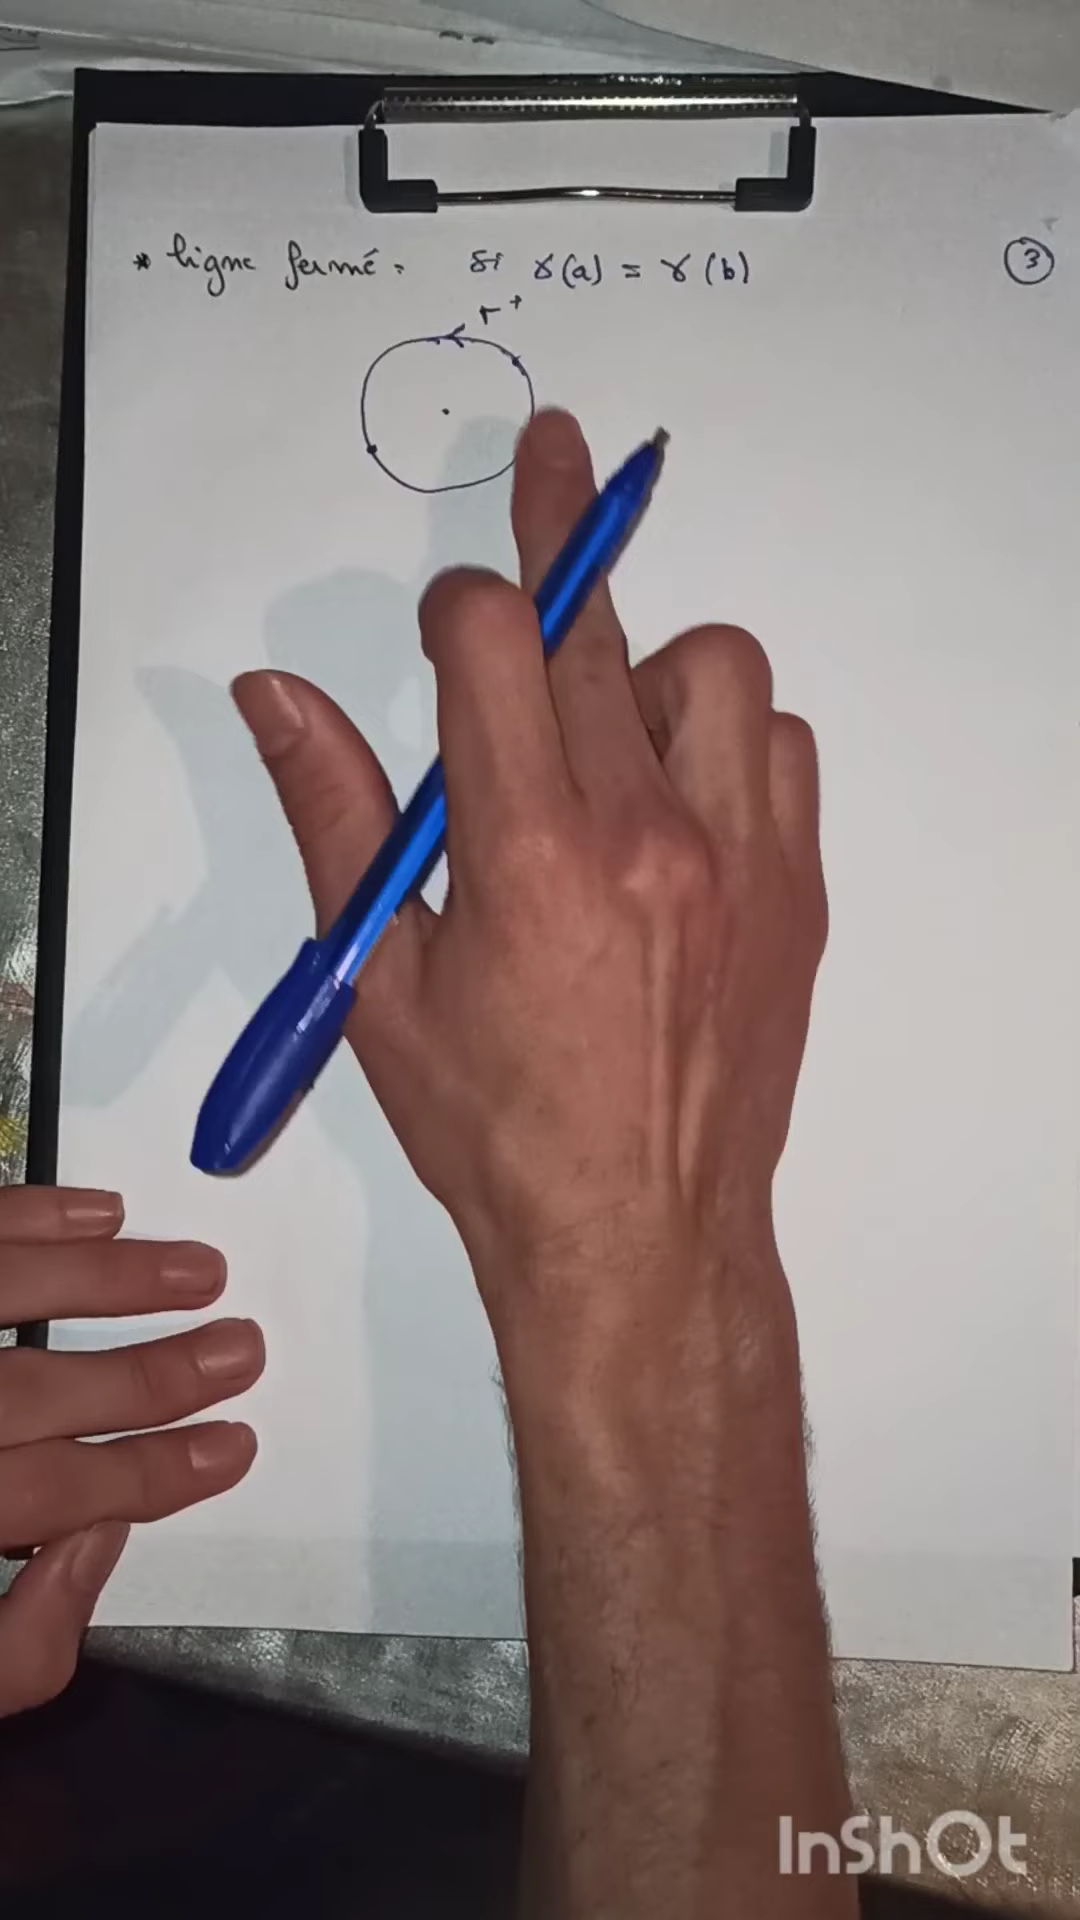 * ligne fermé : si γ(a) = γ(b)
③
Γ⁺
InShOt